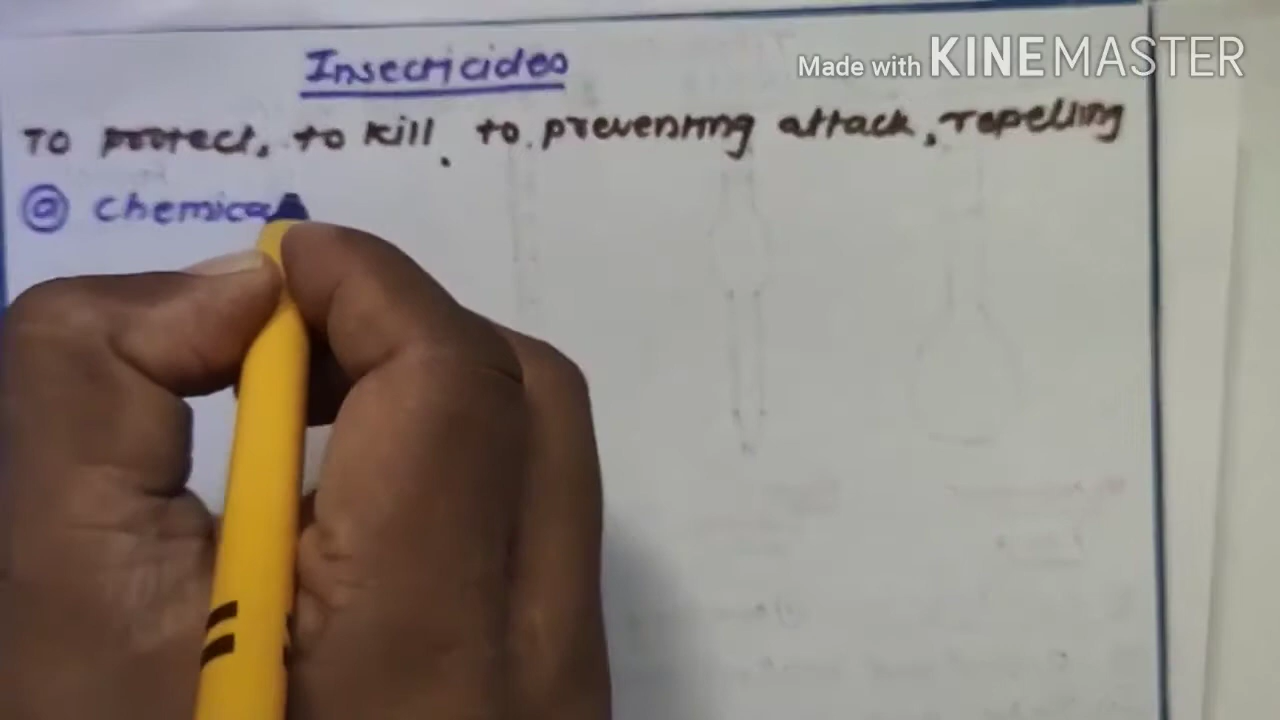 Insecticides
Made with KINEMASTER
To protect, to kill, to preventing attack, repelling
@ chemica